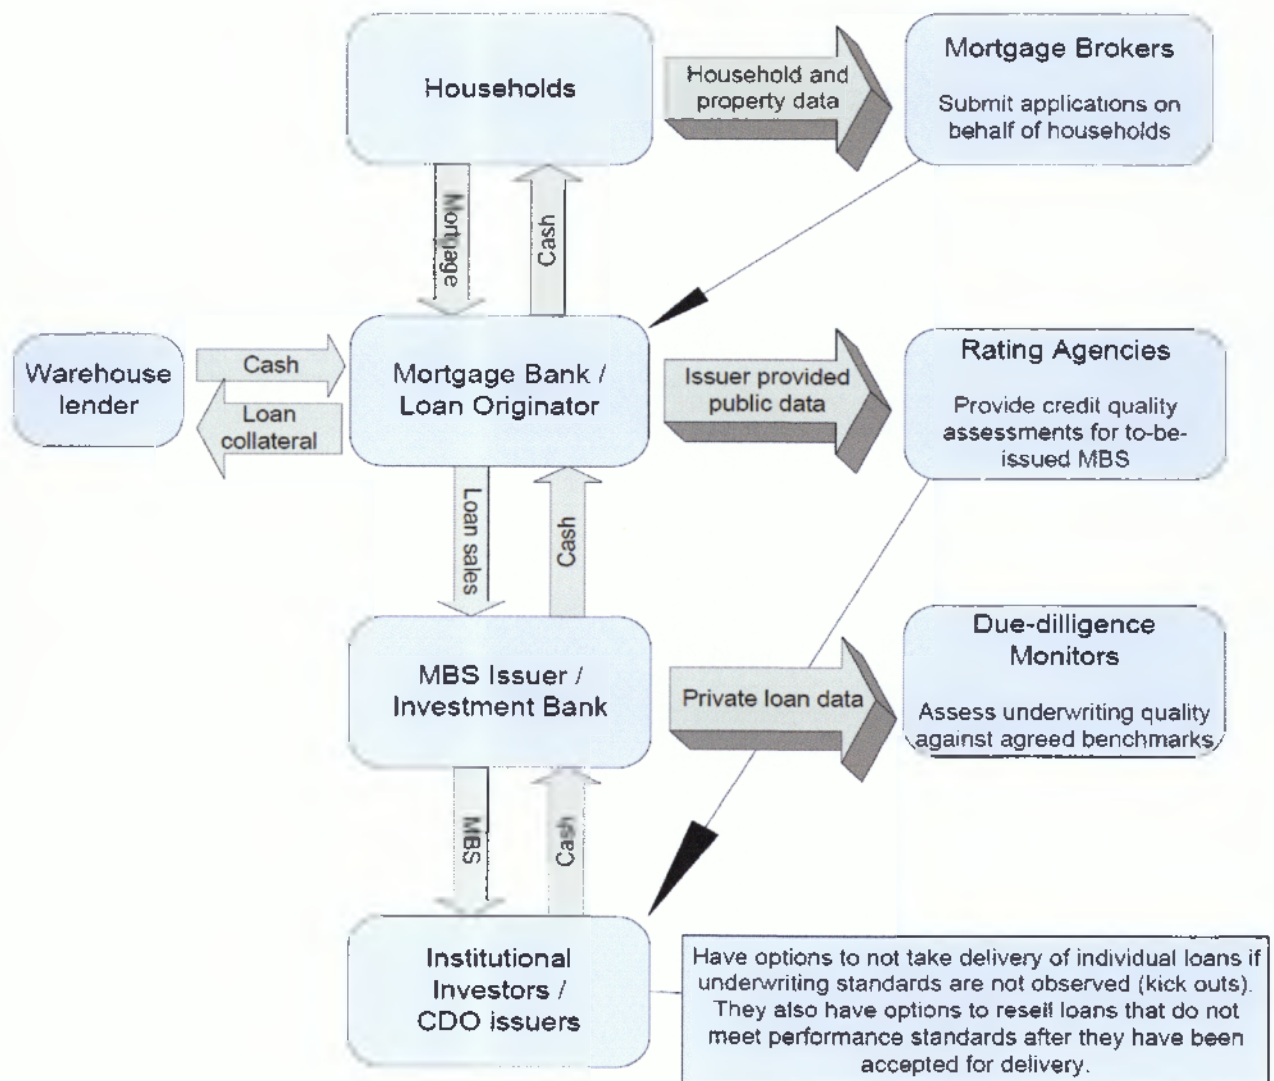 Households
Household and
property data
Mortgage Brokers
Submit applications on
behalf of households
Mortgage
Cash
Warehouse
lender
Cash
Loan
collateral
Mortgage Bank /
Loan Originator
Issuer provided
public data
Rating Agencies
Provide credit quality
assessments for to-be-
issued MBS
Loan sales
Cash
MBS Issuer /
Investment Bank
Private loan data
Due-dilligence
Monitors
Assess underwriting quality
against agreed benchmarks
MBS
Cash
Institutional
Investors /
CDO issuers
Have options to not take delivery of individual loans if
underwriting standards are not observed (kick outs).
They also have options to resell loans that do not
meet performance standards after they have been
accepted for delivery.